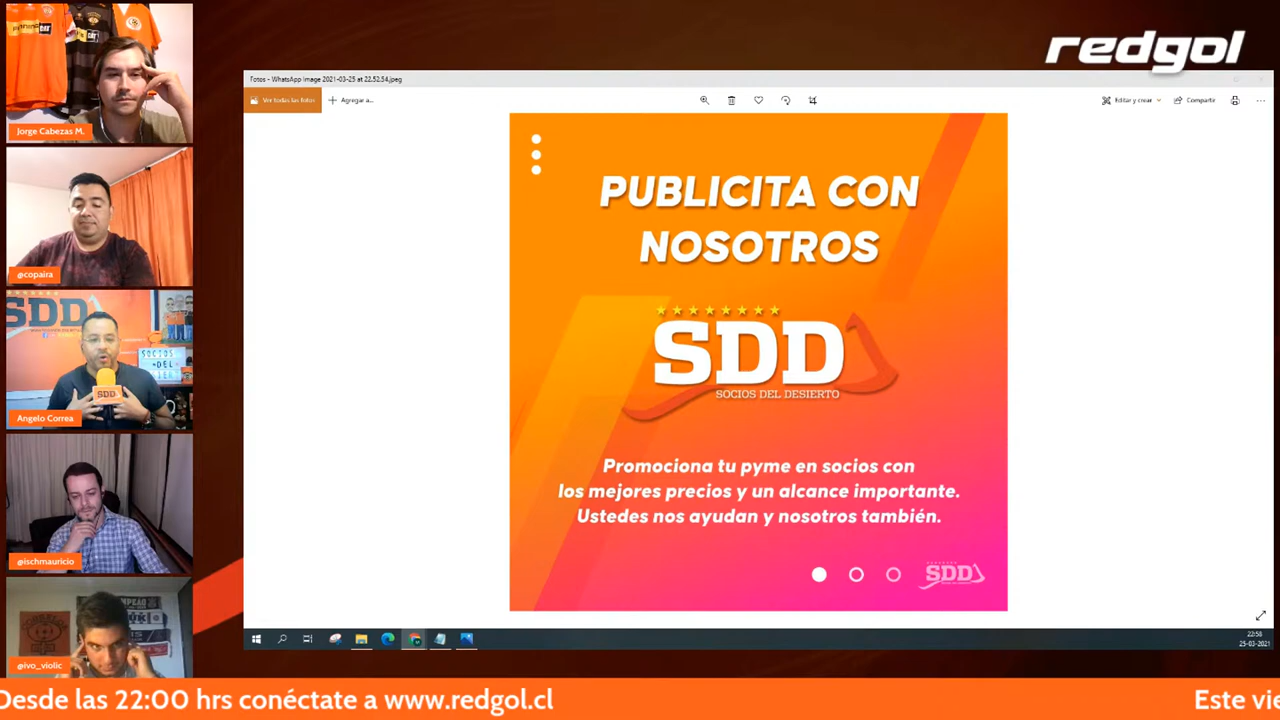 redgol
Fotos - WhatsApp Image 2021-03-25 at 22.52.54.jpeg
Ver todas las fotos
Agregar a...
Editar y crear
Compartir
Jorge Cabezas M.
@copaira
SDD
SOCIOS
DEL
SDD
Angelo Correa
@ischmauricio
@ivo_violic
PUBLICITA CON
NOSOTROS
SDD
SOCIOS DEL DESIERTO
Promociona tu pyme en socios con
los mejores precios y un alcance importante.
Ustedes nos ayudan y nosotros también.
SDD
22:58
25-03-2021
Desde las 22:00 hrs conéctate a www.redgol.cl
Este vie